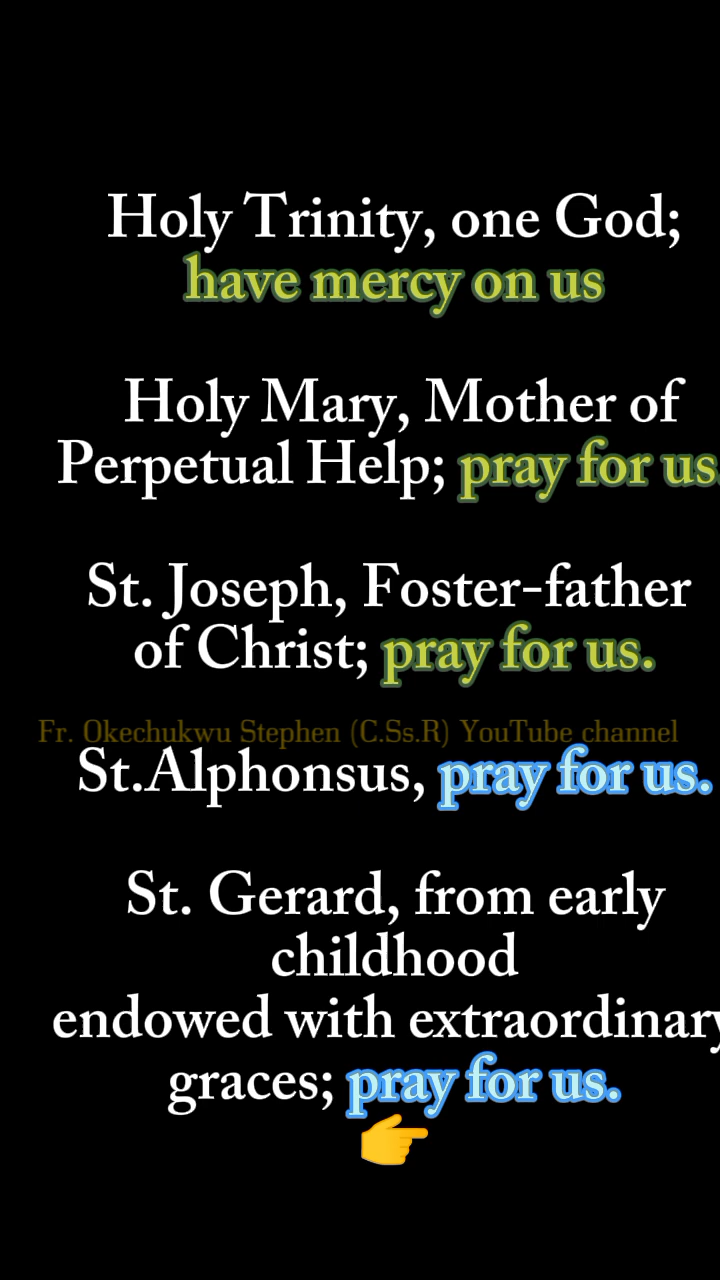 Holy Trinity, one God;
have mercy on us
Holy Mary, Mother of
Perpetual Help; pray for us.
St. Joseph, Foster-father
of Christ; pray for us.
Fr. Okechukwu Stephen (C.Ss.R) YouTube channel
St.Alphonsus, pray for us.
St. Gerard, from early
childhood
endowed with extraordinary
graces; pray for us.